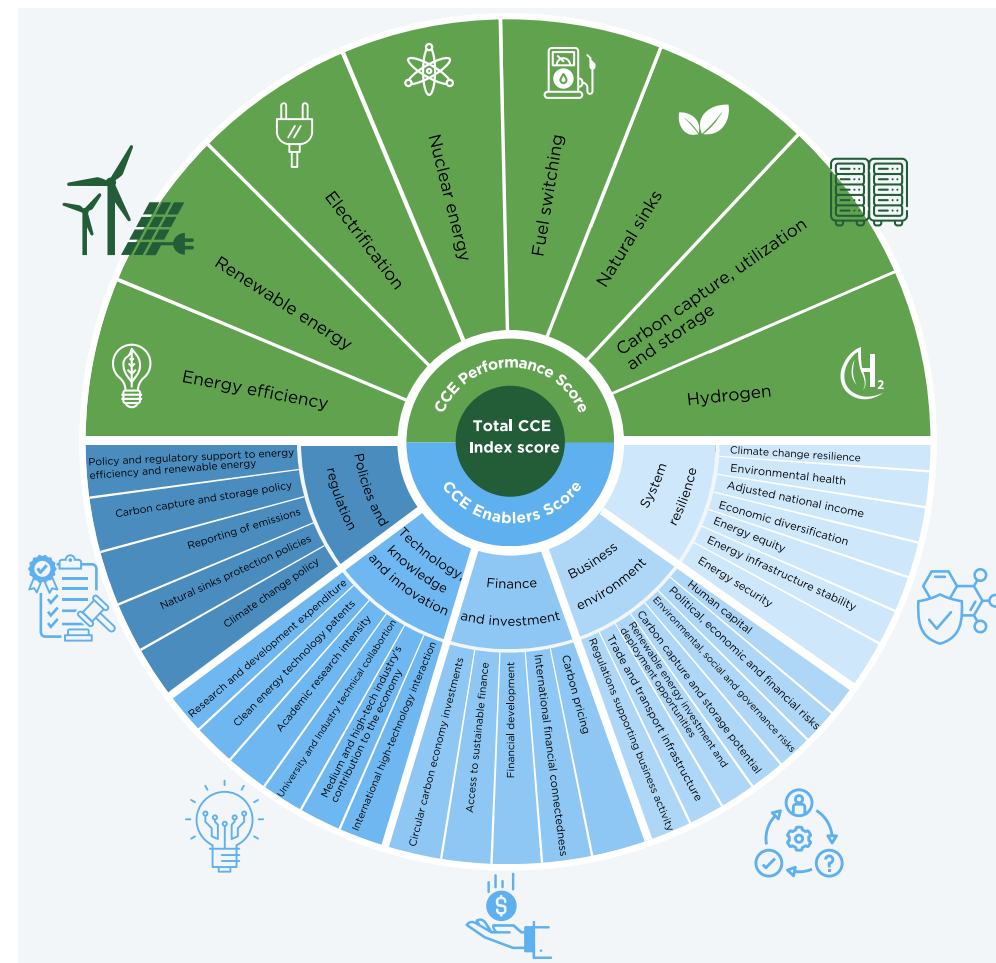 Energy efficiency
Renewable energy
Electrification
Nuclear energy
Fuel switching
Natural sinks
Carbon capture, utilization
and storage
Hydrogen
H2
CCE Performance Score
Total CCE
Index score
CCE Enablers Score
Policies and
regulation
Policy and regulatory support to energy
efficiency and renewable energy
Carbon capture and storage policy
Reporting of emissions
Natural sinks protection policies
Climate change policy
Technology,
knowledge
and innovation
Research and development expenditure
Clean energy technology patents
Academic research intensity
University and Industry technical collabortion
Medium and high-tech industry's
contribution to the economy
International high-technology interaction
Finance
and investment
Circular carbon economy investments
Access to sustainable finance
Financial development
International financial connectedness
Carbon pricing
Business
environment
Regulations supporting business activity
Trade and transport infrastructure
Renewable energy investment and
deployment opportunities
Carbon capture and storage potential
Environmental, social and governance risks
Political, economic and financial risks
Human capital
System
resilience
Climate change resilience
Environmental health
Adjusted national income
Economic diversification
Energy equity
Energy infrastructure stability
Energy security
$
?